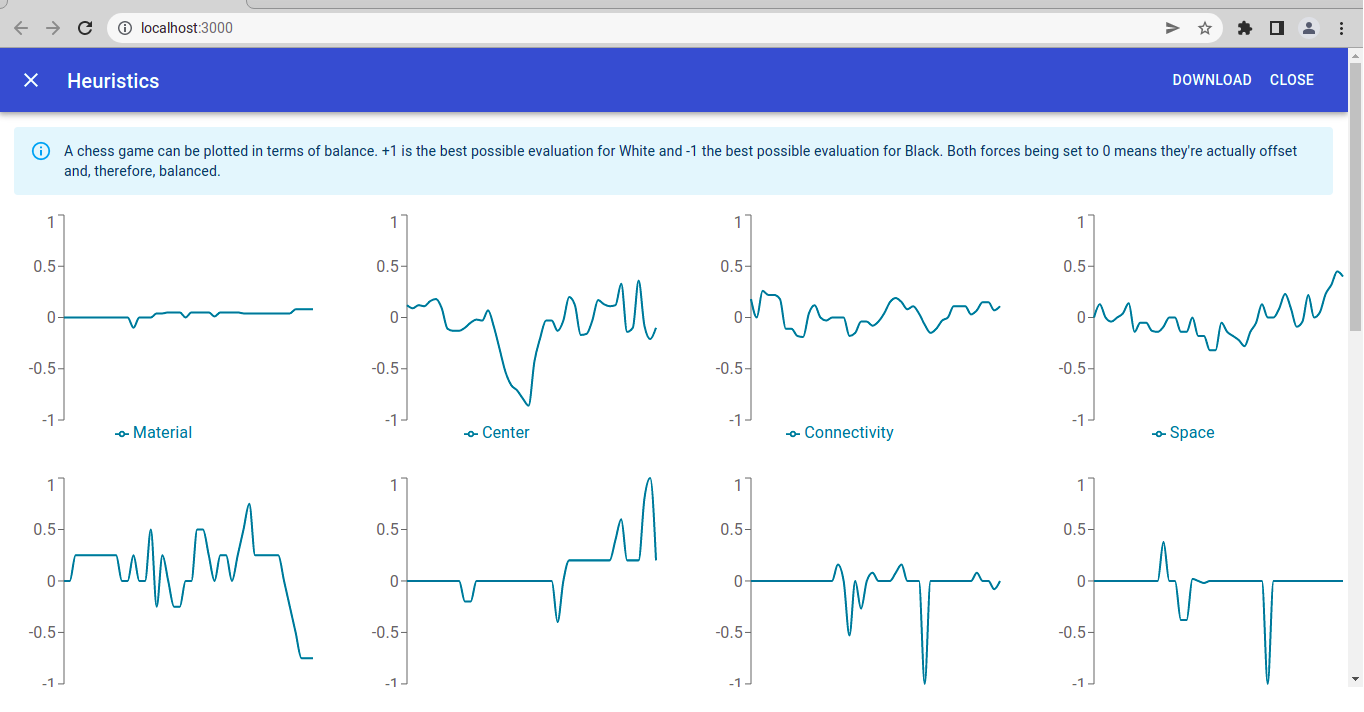 localhost:3000
Heuristics
DOWNLOAD CLOSE
A chess game can be plotted in terms of balance. +1 is the best possible evaluation for White and -1 the best possible evaluation for Black. Both forces being set to 0 means they're actually offset
and, therefore, balanced.
1 1 1 1
0.5 0.5 0.5 0.5
0 0 0 0
-0.5 -0.5 -0.5 -0.5
-1 -1 -1 -1
Material Center Connectivity Space
1 1 1 1
0.5 0.5 0.5 0.5
0 0 0 0
-0.5 -0.5 -0.5 -0.5
-1 -1 -1 -1